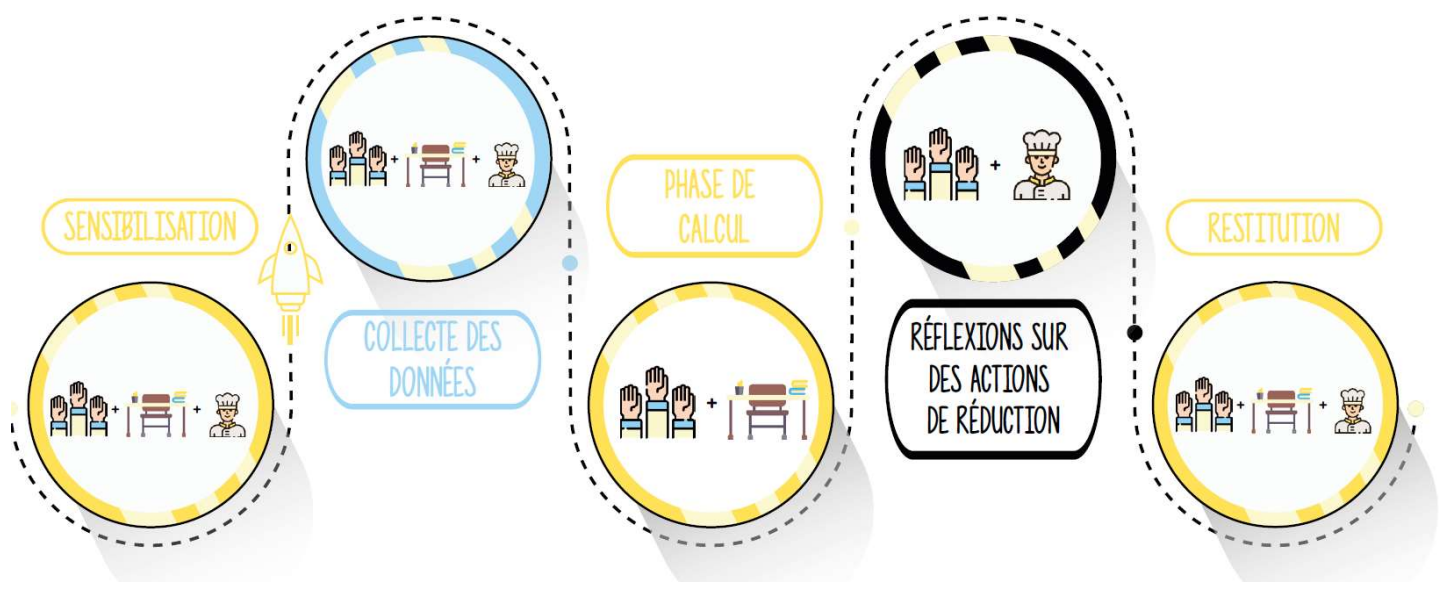 SENSIBILISATION
COLLECTE DES
DONNÉES
PHASE DE
CALCUL
RÉFLEXIONS SUR
DES ACTIONS
DE RÉDUCTION
RESTITUTION